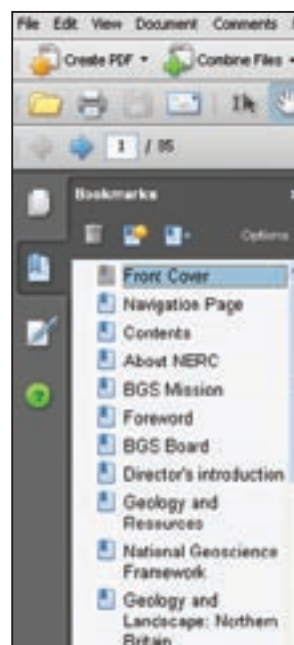 File Edit View Document Comments
Create PDF Combine Files
1 / 85
Bookmarks
Options
Front Cover
Navigation Page
Contents
About NERC
BGS Mission
Foreword
BGS Board
Director's introduction
Geology and
Resources
National Geoscience
Framework
Geology and
Landscape: Northern
Britain